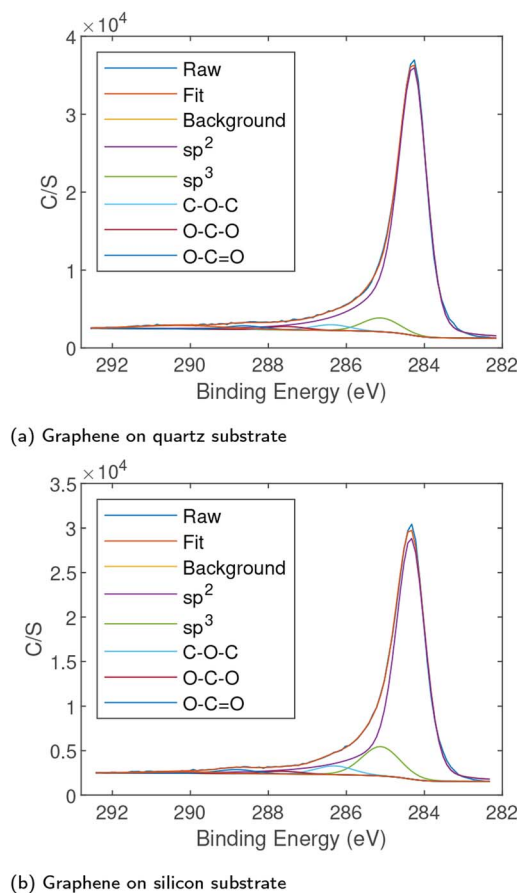 ×10⁴
4
3
2
1
0
C/S
Raw
Fit
Background
sp²
sp³
C-O-C
O-C-O
O-C=O
292 290 288 286 284 282
Binding Energy (eV)
(a) Graphene on quartz substrate
×10⁴
3.5
3
2.5
2
1.5
1
0.5
0
C/S
Raw
Fit
Background
sp²
sp³
C-O-C
O-C-O
O-C=O
292 290 288 286 284 282
Binding Energy (eV)
(b) Graphene on silicon substrate